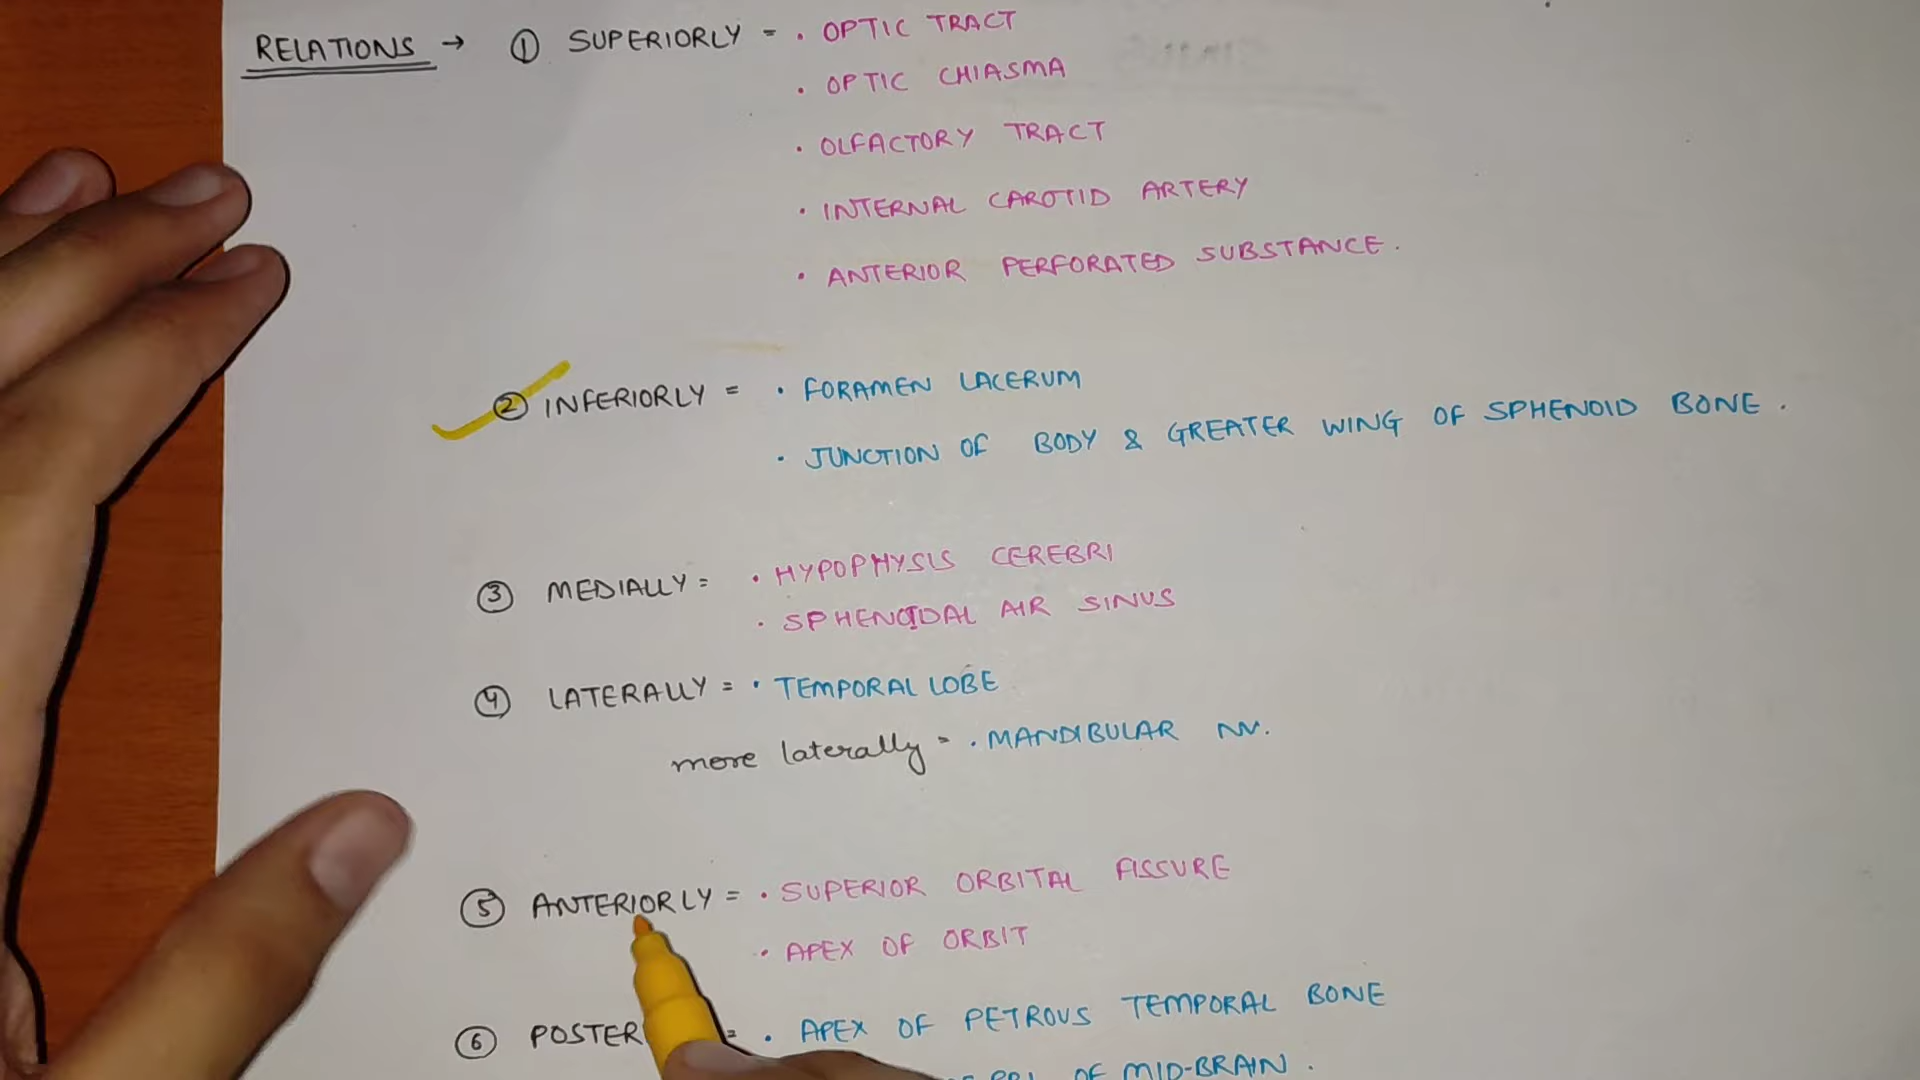 RELATIONS → ① SUPERIORLY = • OPTIC TRACT
• OPTIC CHIASMA
• OLFACTORY TRACT
• INTERNAL CAROTID ARTERY
• ANTERIOR PERFORATED SUBSTANCE.
② INFERIORLY = • FORAMEN LACERUM
• JUNCTION OF BODY & GREATER WING OF SPHENOID BONE.
③ MEDIALLY = • HYPOPHYSIS CEREBRI
• SPHENOIDAL AIR SINUS
④ LATERALLY = • TEMPORAL LOBE
more laterally = • MANDIBULAR NV.
⑤ ANTERIORLY = • SUPERIOR ORBITAL FISSURE
• APEX OF ORBIT
⑥ = • APEX OF PETROUS TEMPORAL BONE
OF MID-BRAIN.